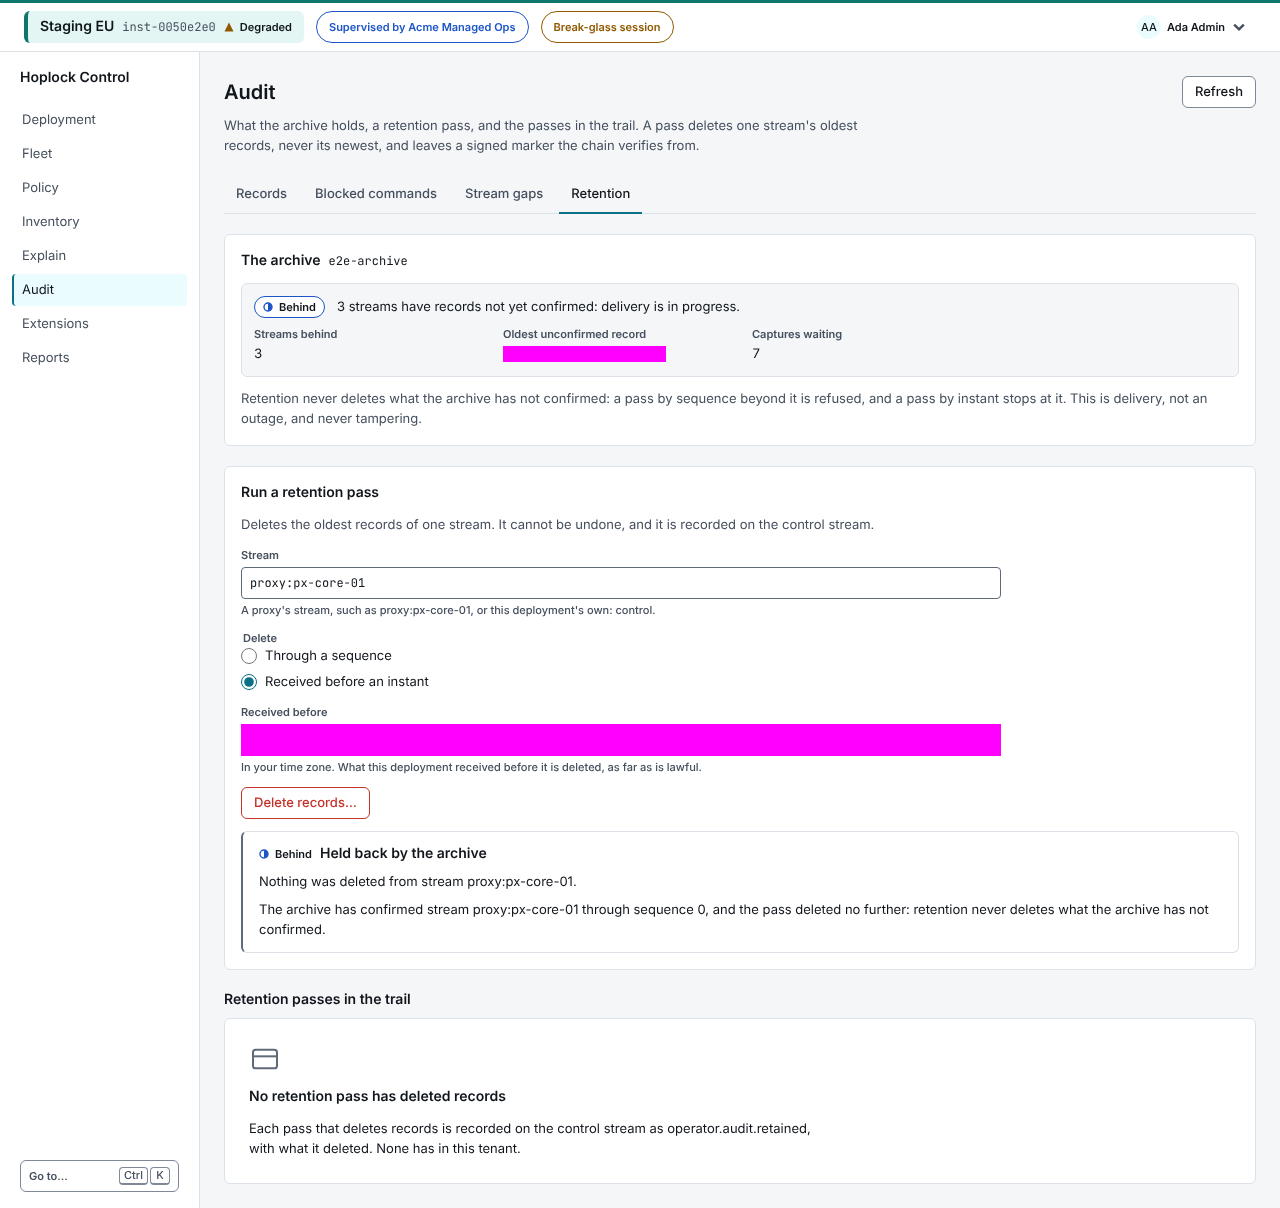 Staging EU inst-0050e2e0 Degraded
Supervised by Acme Managed Ops
Break-glass session
AA Ada Admin
Hoplock Control
Deployment
Fleet
Policy
Inventory
Explain
Audit
Extensions
Reports
Go to... Ctrl K
Audit
Refresh
What the archive holds, a retention pass, and the passes in the trail. A pass deletes one stream's oldest
records, never its newest, and leaves a signed marker the chain verifies from.
Records Blocked commands Stream gaps Retention
The archive e2e-archive
Behind 3 streams have records not yet confirmed: delivery is in progress.
Streams behind Oldest unconfirmed record Captures waiting
3 7
Retention never deletes what the archive has not confirmed: a pass by sequence beyond it is refused, and a pass by instant stops at it. This is delivery, not an
outage, and never tampering.
Run a retention pass
Deletes the oldest records of one stream. It cannot be undone, and it is recorded on the control stream.
Stream
proxy:px-core-01
A proxy's stream, such as proxy:px-core-01, or this deployment's own: control.
Delete
Through a sequence
Received before an instant
Received before
In your time zone. What this deployment received before it is deleted, as far as is lawful.
Delete records...
Behind Held back by the archive
Nothing was deleted from stream proxy:px-core-01.
The archive has confirmed stream proxy:px-core-01 through sequence 0, and the pass deleted no further: retention never deletes what the archive has not
confirmed.
Retention passes in the trail
No retention pass has deleted records
Each pass that deletes records is recorded on the control stream as operator.audit.retained,
with what it deleted. None has in this tenant.